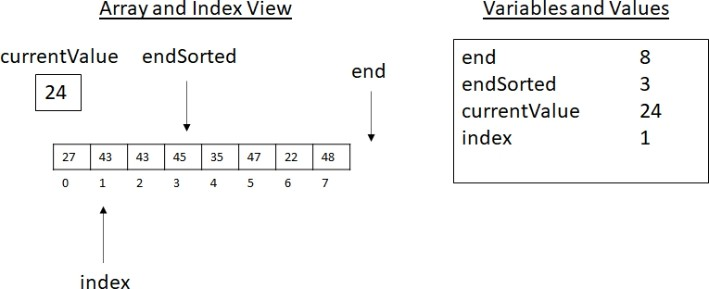 Array and Index View
Variables and Values
currentValue endSorted
end
24
27 43 43 45 35 47 22 48
0 1 2 3 4 5 6 7
index
end 8
endSorted 3
currentValue 24
index 1